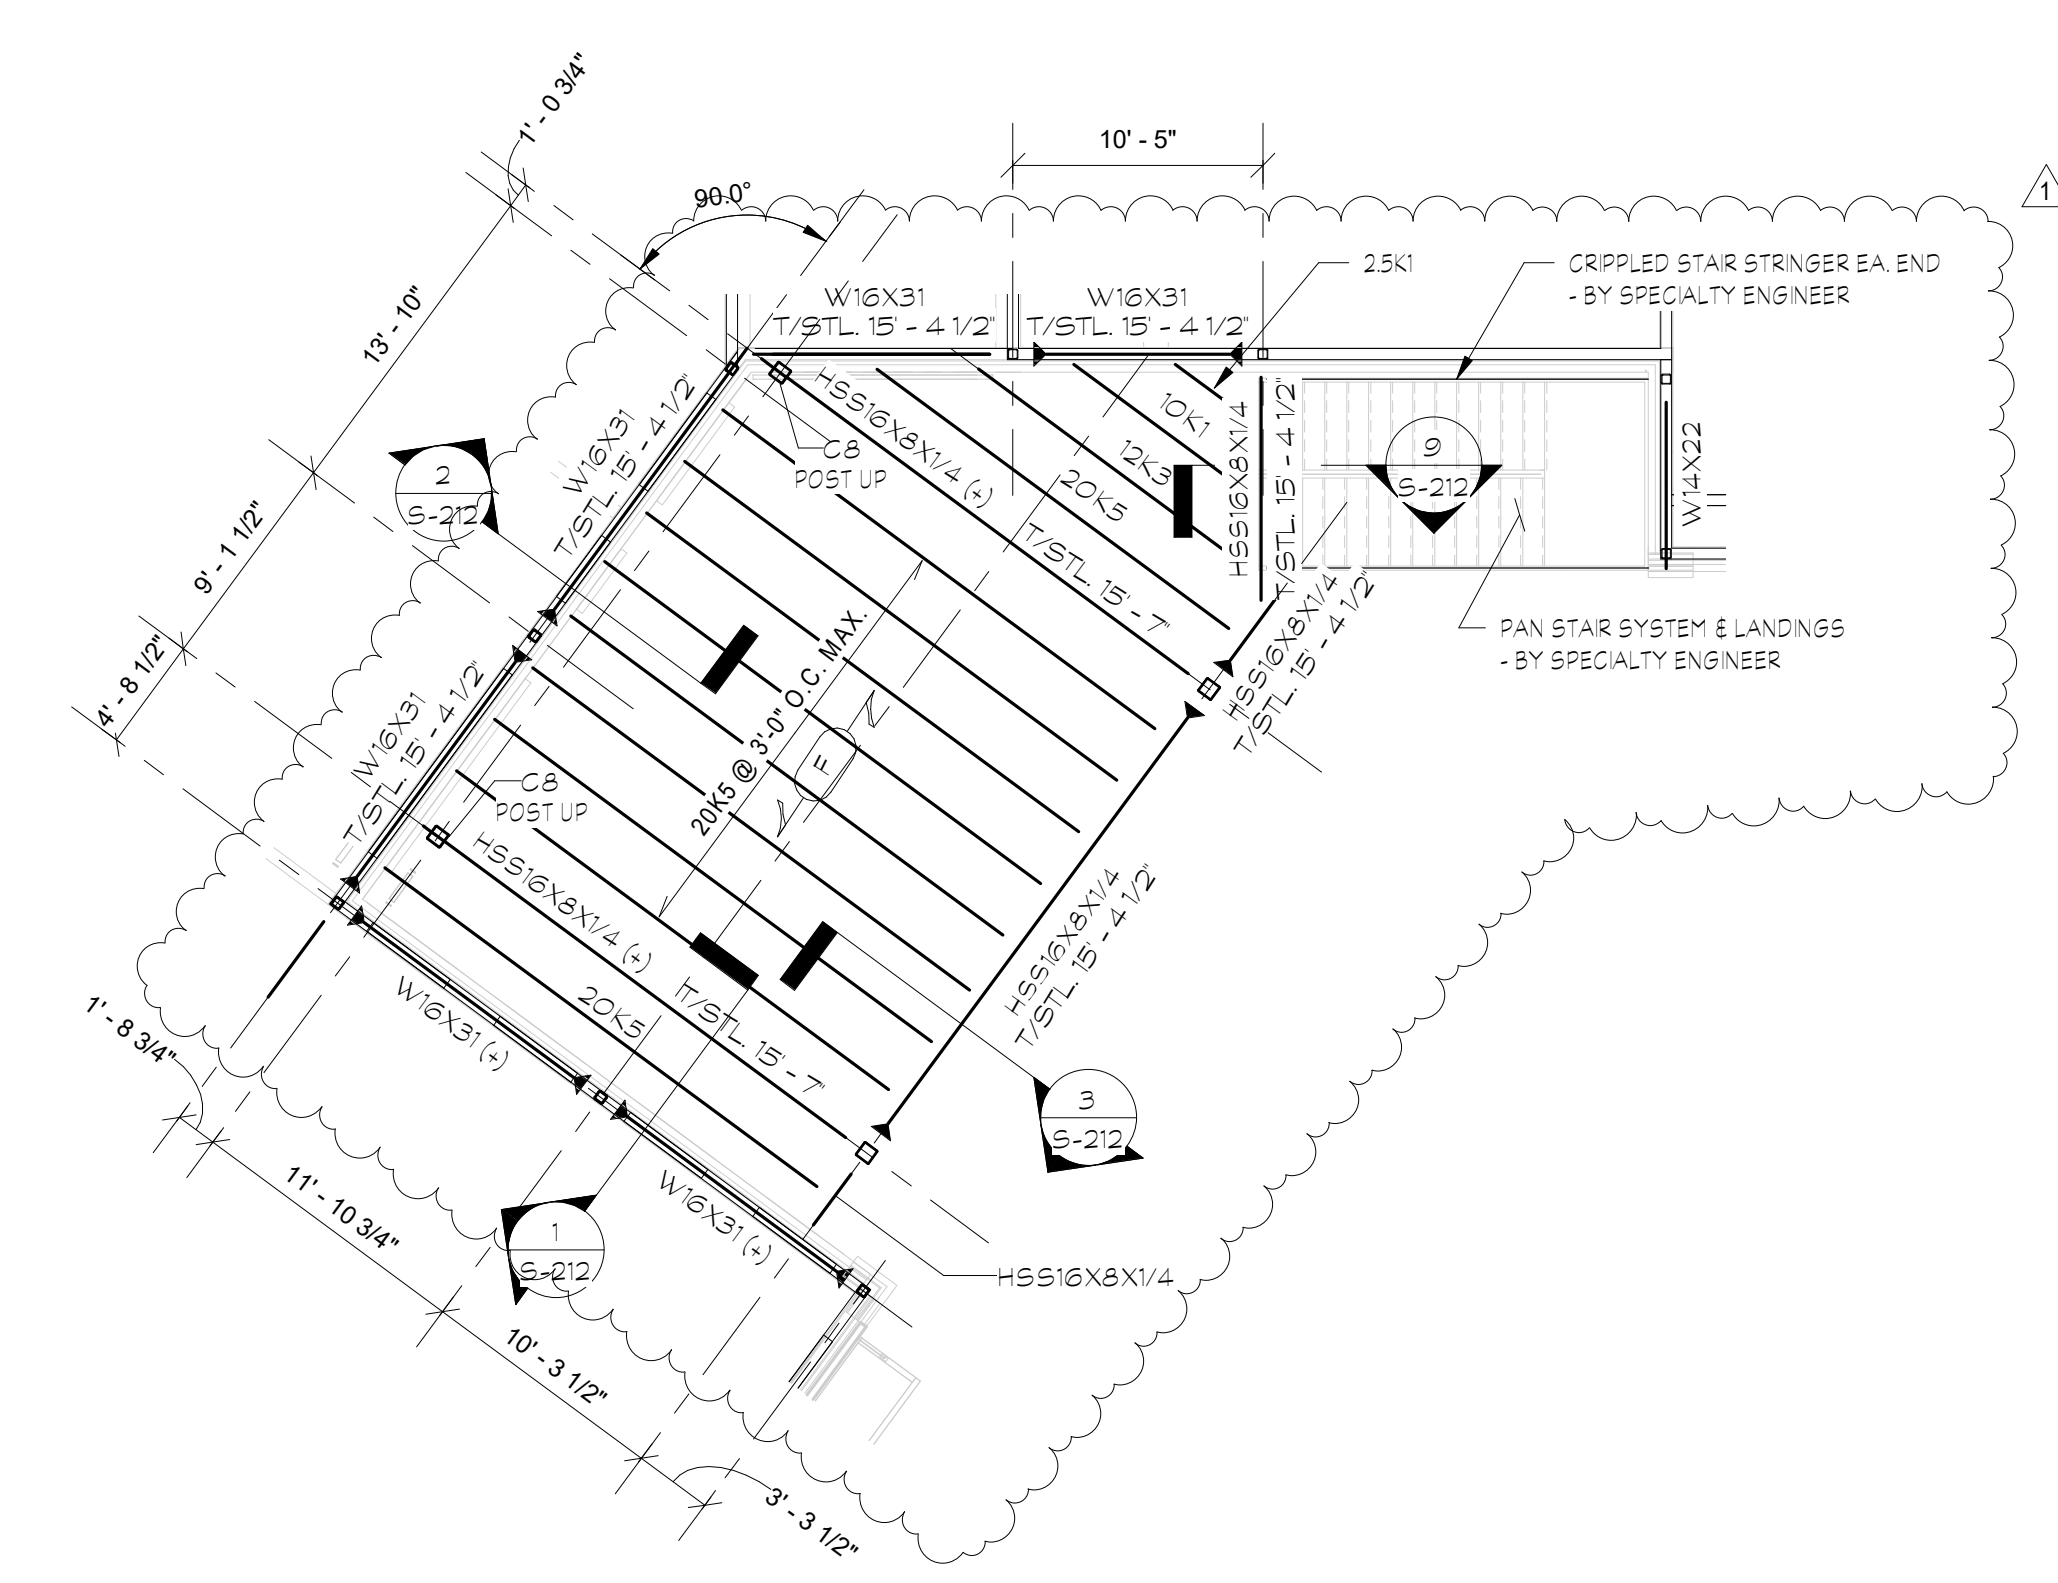 1' - 0 3/4"
10' - 5"
1
90.0°
13' - 10"
2.5K1
CRIPPLED STAIR STRINGER EA. END
- BY SPECIALTY ENGINEER
W16X31
T/STL. 15' - 4 1/2"
W16X31
T/STL. 15' - 4 1/2"
W16X31
T/STL. 15' - 4 1/2"
HSS16X8X1/4 (+)
T/STL. 15' - 7"
C8
POST UP
10K1
12K3
20K5
HSS16X8X1/4
T/STL. 15' - 4 1/2"
9
S-212
W14X22
2
S-212
9' - 1 1/2"
4' - 8 1/2"
HSS16X8X1/4
T/STL. 15' - 4 1/2"
PAN STAIR SYSTEM & LANDINGS
- BY SPECIALTY ENGINEER
W16X31
T/STL. 15' - 4 1/2"
20K5 @ 3'-0" O.C. MAX.
F
C8
POST UP
HSS16X8X1/4 (+)
T/STL. 15' - 7"
20K5
HSS16X8X1/4
T/STL. 15' - 4 1/2"
W16X31 (+)
1' - 8 3/4"
3
S-212
11' - 10 3/4"
W16X31 (+)
1
S-212
HSS16X8X1/4
10' - 3 1/2"
3' - 3 1/2"